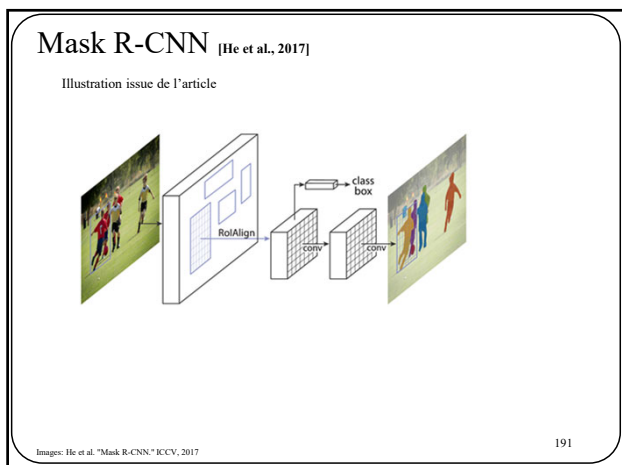 Mask R-CNN [He et al., 2017]
Illustration issue de l'article
class
box
RoIAlign
conv
conv
191
Images: He et al. "Mask R-CNN." ICCV, 2017